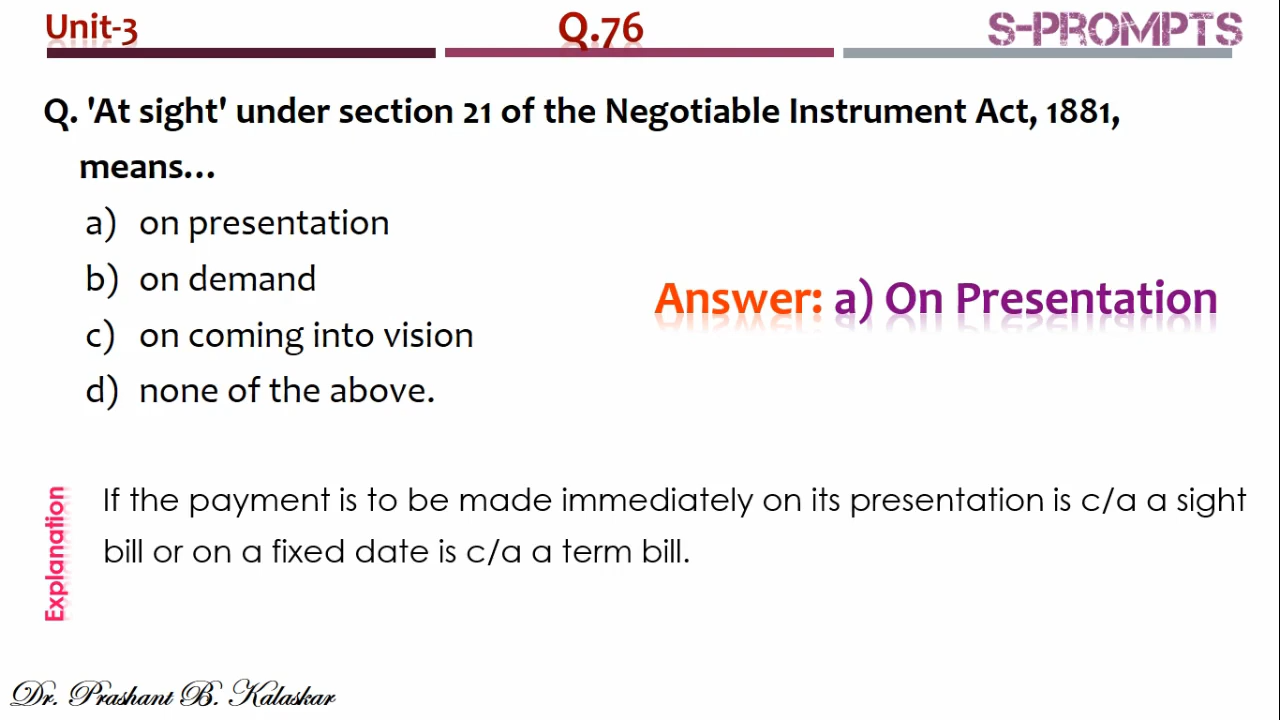 Unit-3
Q.76
S-PROMPTS
Q. 'At sight' under section 21 of the Negotiable Instrument Act, 1881,
means...
a) on presentation
b) on demand
c) on coming into vision
d) none of the above.
Answer: a) On Presentation
Explanation
If the payment is to be made immediately on its presentation is c/a a sight
bill or on a fixed date is c/a a term bill.
Dr. Prashant B. Kalaskar